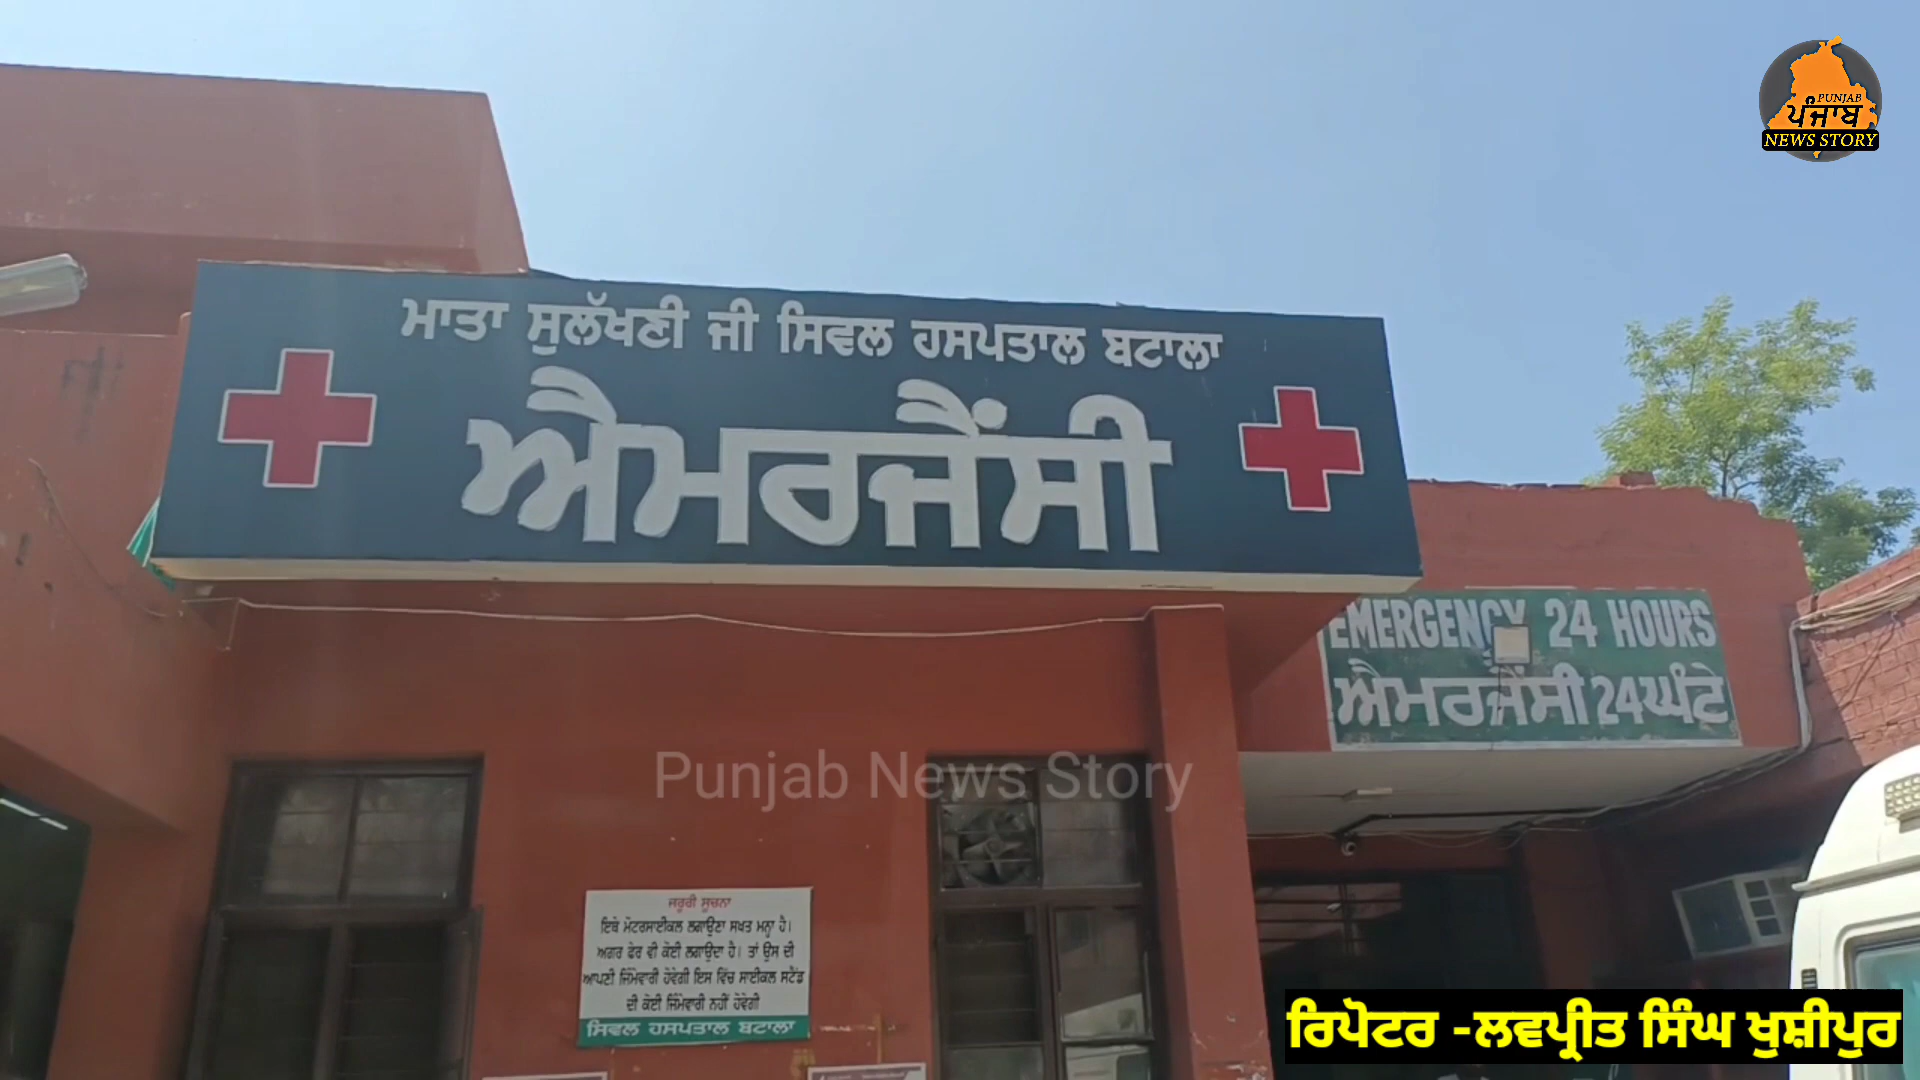 PUNJAB
ਪੰਜਾਬ
NEWS STORY
ਮਾਤਾ ਸੁਲੱਖਣੀ ਜੀ ਸਿਵਲ ਹਸਪਤਾਲ ਬਟਾਲਾ
ਐਮਰਜੈਂਸੀ
EMERGENCY 24 HOURS
ਐਮਰਜੈਂਸੀ 24 ਘੰਟੇ
Punjab News Story
ਜਰੂਰੀ ਸੂਚਨਾ
ਇਥੇ ਮੋਟਰਸਾਈਕਲ ਲਗਾਉਣਾ ਸਖਤ ਮਨ੍ਹਾ ਹੈ।
ਅਗਰ ਫੇਰ ਵੀ ਕੋਈ ਲਗਾਉਂਦਾ ਹੈ। ਤਾਂ ਉਸ ਦੀ
ਆਪਣੀ ਜਿੰਮੇਵਾਰੀ ਹੋਵੇਗੀ ਇਸ ਵਿੱਚ ਸਾਈਕਲ ਸਟੈਂਡ
ਦੀ ਕੋਈ ਜਿੰਮੇਵਾਰੀ ਨਹੀਂ ਹੋਵੇਗੀ
ਸਿਵਲ ਹਸਪਤਾਲ ਬਟਾਲਾ
ਰਿਪੋਟਰ -ਲਵਪ੍ਰੀਤ ਸਿੰਘ ਖੁਸ਼ੀਪੁਰ